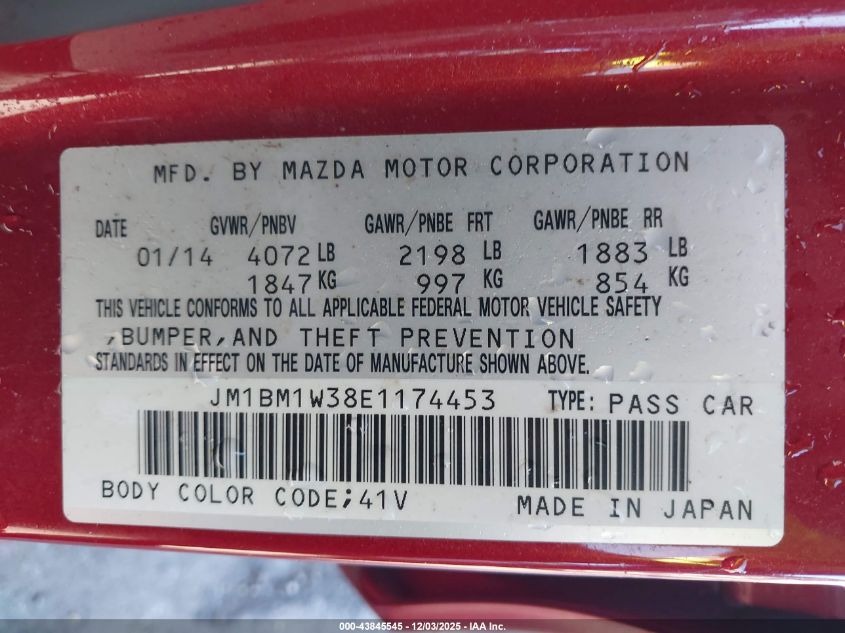 MFD. BY MAZDA MOTOR CORPORATION
DATE GVWR/PNBV GAWR/PNBE FRT GAWR/PNBE RR
01/14 4072 LB 2198 LB 1883 LB
1847 KG 997 KG 854 KG
THIS VEHICLE CONFORMS TO ALL APPLICABLE FEDERAL MOTOR VEHICLE SAFETY
,BUMPER,AND THEFT PREVENTION
STANDARDS IN EFFECT ON THE DATE OF MANUFACTURE SHOWN ABOVE.
JM1BM1W38E1174453 TYPE: PASS CAR
BODY COLOR CODE;41V MADE IN JAPAN
000-43845545 - 12/03/2025 - IAA Inc.